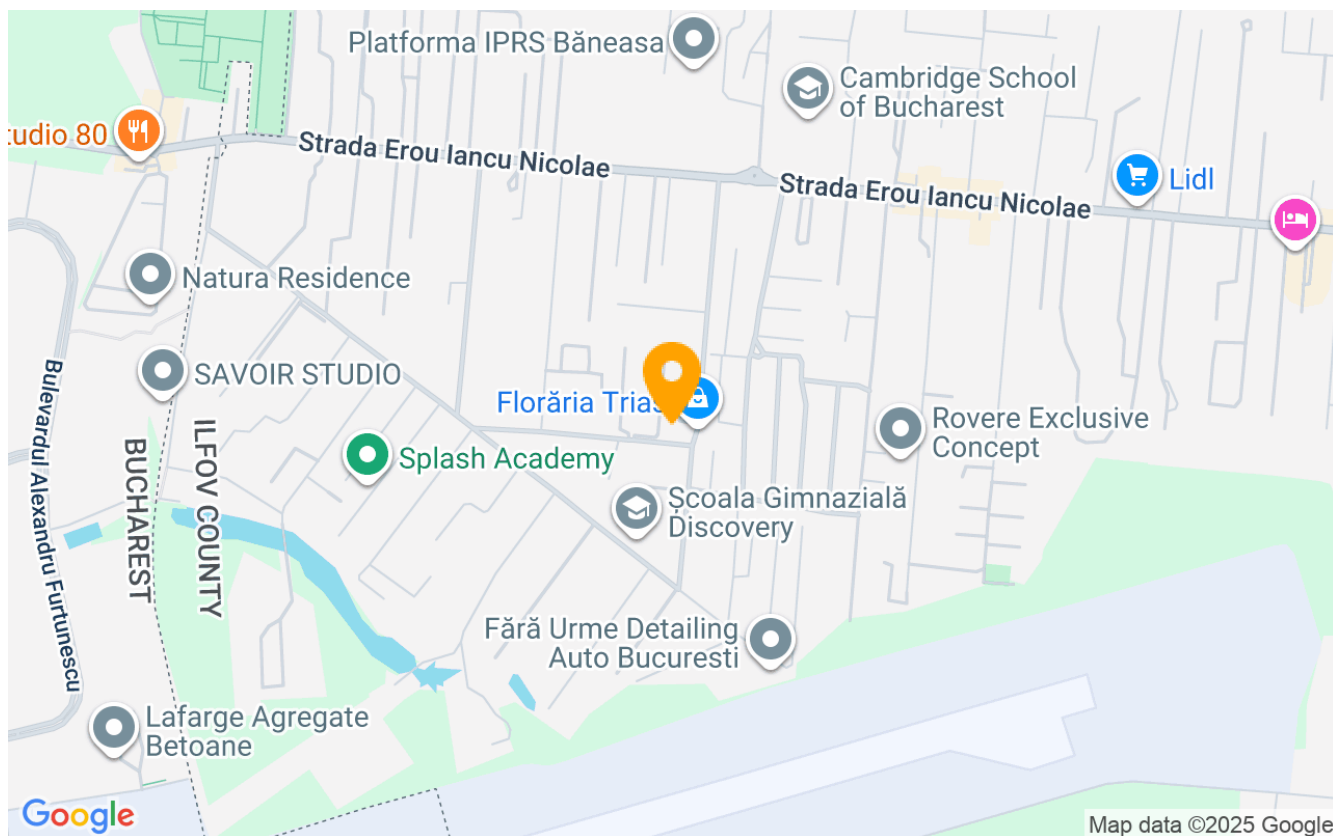 Platforma IPRS Băneasa
Cambridge School
of Bucharest
tudio 80
Strada Erou Iancu Nicolae
Strada Erou Iancu Nicolae
Lidl
Natura Residence
SAVOIR STUDIO
Florăria Trias
Rovere Exclusive
Concept
Bulevardul Alexandru Furtunescu
BUCHAREST
ILFOV COUNTY
Splash Academy
Școala Gimnazială
Discovery
Fără Urme Detailing
Auto Bucuresti
Lafarge Agregate
Betoane
Google
Map data ©2025 Google